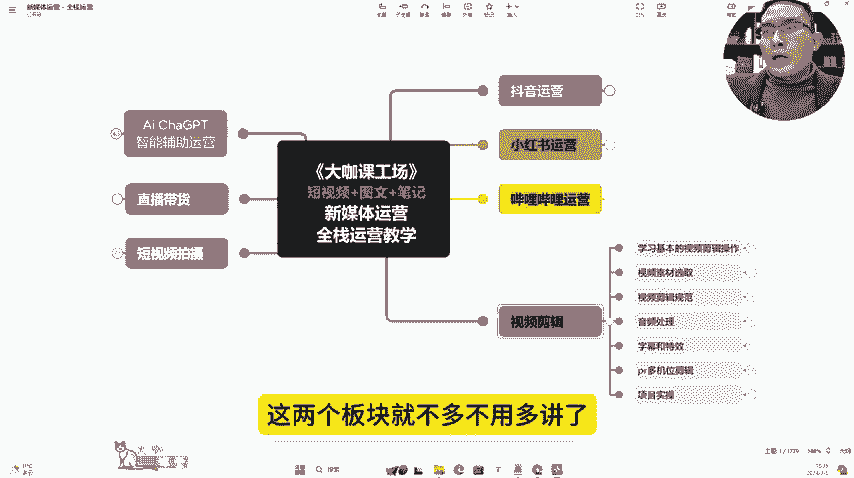 新媒体运营 - 全栈运营
Ai ChaGPT
智能辅助运营
直播带货
短视频拍摄
《大咖课工场》
短视频+图文+笔记
新媒体运营
全栈运营教学
抖音运营
小红书运营
哔哩哔哩运营
视频剪辑
学习基本的视频剪辑操作
视频素材选取
视频剪辑规范
音频处理
字幕和特效
pr多机位剪辑
项目实操
这两个板块就不多不用多讲了
搜索